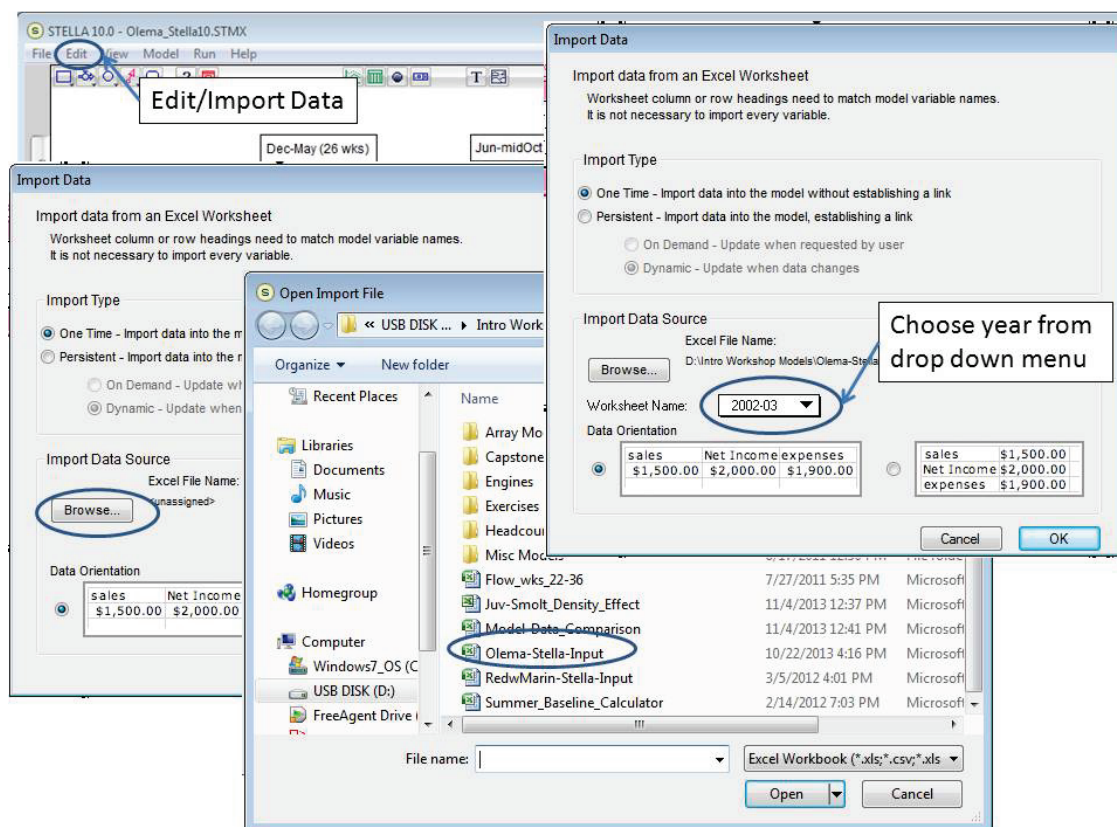 STELLA 10.0 - Olema_Stella10.STMX
File Edit View Model Run Help
T
Edit/Import Data
Dec-May (26 wks)
Jun-midOct
Import Data
Import data from an Excel Worksheet
Worksheet column or row headings need to match model variable names.
It is not necessary to import every variable.
Import Type
One Time - Import data into the m
Persistent - Import data into the r
On Demand - Update wh
Dynamic - Update when
Import Data Source
Excel File Name:
<unassigned>
Browse...
Data Orientation
sales Net Income
$1,500.00 $2,000.00
Open Import File
« USB DISK ... Intro Work
Organize New folder
Recent Places
Libraries
Documents
Music
Pictures
Videos
Homegroup
Computer
Windows7_OS (C
USB DISK (D:)
FreeAgent Drive (
Name
Array Mo
Capstone
Engines
Exercises
Headcou
Misc Models
Flow_wks_22-36 7/27/2011 5:35 PM Microsoft
Juv-Smolt_Density_Effect 11/4/2013 12:37 PM Microsoft
Model-Data_Comparison 11/4/2013 12:41 PM Microsoft
Olema-Stella-Input 10/22/2013 4:16 PM Microsoft
RedwMarin-Stella-Input 3/5/2012 4:01 PM Microsoft
Summer_Baseline_Calculator 2/14/2012 7:03 PM Microsoft
File name:
Excel Workbook (*.xls;*.csv;*.xls
Open Cancel
Import Data
Import data from an Excel Worksheet
Worksheet column or row headings need to match model variable names.
It is not necessary to import every variable.
Import Type
One Time - Import data into the model without establishing a link
Persistent - Import data into the model, establishing a link
On Demand - Update when requested by user
Dynamic - Update when data changes
Import Data Source
Excel File Name:
Browse... D:\Intro Workshop Models\Olema-Stella
Choose year from
drop down menu
Worksheet Name: 2002-03
Data Orientation
sales Net Income expenses
$1,500.00 $2,000.00 $1,900.00
sales $1,500.00
Net Income $2,000.00
expenses $1,900.00
Cancel OK